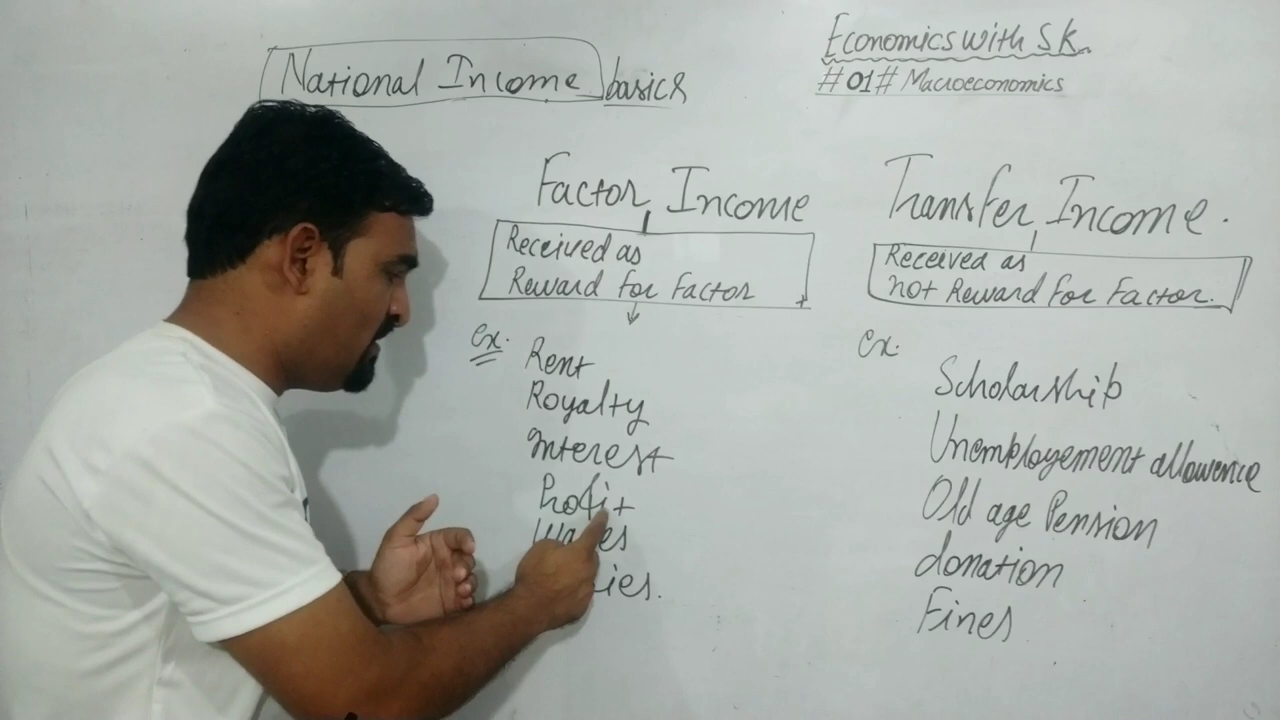 Economics with S.K.
#01# Macroeconomics
National Income basics
Factor Income
Received as
Reward for Factor
ex.
Rent
Royalty
Interest
Profit
Wages
Transfer Income.
Received as
not Reward for Factor.
ex.
Scholarship
Unemployement allowence
Old age Pension
donation
Fines